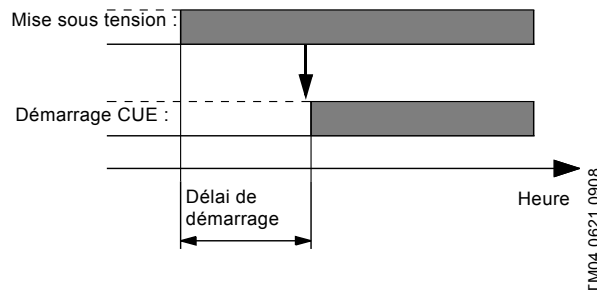 Mise sous tension :
Démarrage CUE :
Délai de
démarrage
Heure
TM04 0621 0908